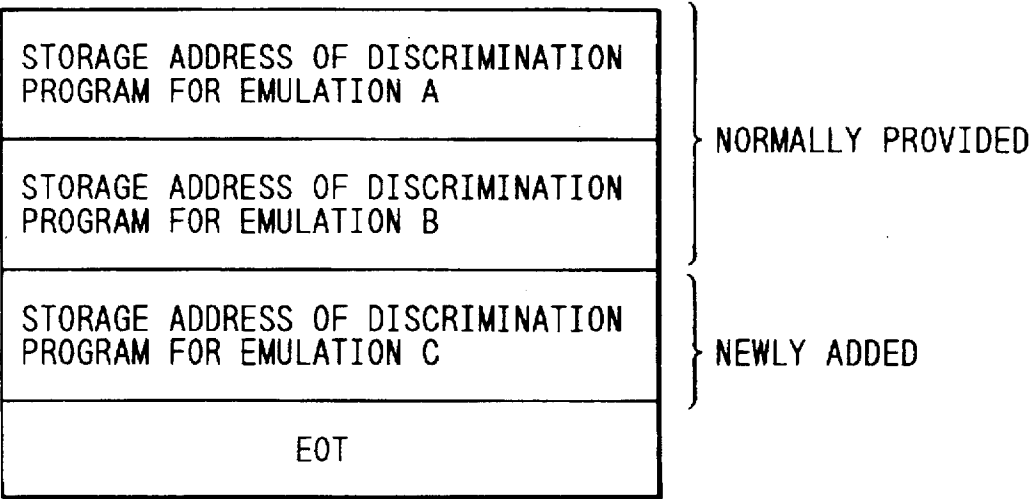 STORAGE ADDRESS OF DISCRIMINATION
PROGRAM FOR EMULATION A
STORAGE ADDRESS OF DISCRIMINATION
PROGRAM FOR EMULATION B
NORMALLY PROVIDED
STORAGE ADDRESS OF DISCRIMINATION
PROGRAM FOR EMULATION C
NEWLY ADDED
EOT